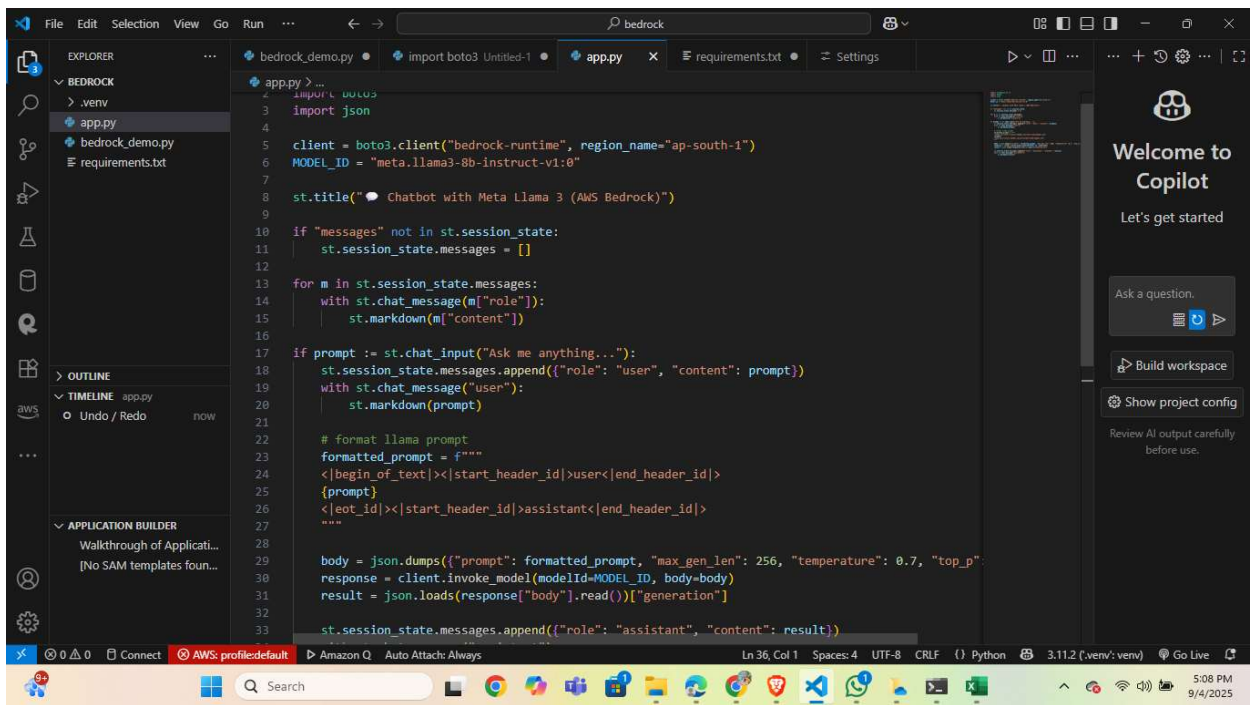 File Edit Selection View Go Run ... bedrock
EXPLORER ...
BEDROCK
> .venv
app.py
bedrock_demo.py
requirements.txt
> OUTLINE
TIMELINE app.py
Undo / Redo now
APPLICATION BUILDER
Walkthrough of Applicati...
[No SAM templates foun...
3
aws
...
bedrock_demo.py import boto3 Untitled-1 app.py requirements.txt Settings
app.py > ...
2 import boto3
3 import json
4
5 client = boto3.client("bedrock-runtime", region_name="ap-south-1")
6 MODEL_ID = "meta.llama3-8b-instruct-v1:0"
7
8 st.title("💬 Chatbot with Meta Llama 3 (AWS Bedrock)")
9
10 if "messages" not in st.session_state:
11 st.session_state.messages = []
12
13 for m in st.session_state.messages:
14 with st.chat_message(m["role"]):
15 st.markdown(m["content"])
16
17 if prompt := st.chat_input("Ask me anything..."):
18 st.session_state.messages.append({"role": "user", "content": prompt})
19 with st.chat_message("user"):
20 st.markdown(prompt)
21
22 # format llama prompt
23 formatted_prompt = f"""
24 <|begin_of_text|><|start_header_id|>user<|end_header_id|>
25 {prompt}
26 <|eot_id|><|start_header_id|>assistant<|end_header_id|>
27 """
28
29 body = json.dumps({"prompt": formatted_prompt, "max_gen_len": 256, "temperature": 0.7, "top_p":
30 response = client.invoke_model(modelId=MODEL_ID, body=body)
31 result = json.loads(response["body"].read())["generation"]
32
33 st.session_state.messages.append({"role": "assistant", "content": result})
Welcome to
Copilot
Let's get started
Ask a question.
Build workspace
Show project config
Review AI output carefully
before use.
0 0 Connect AWS: profile:default Amazon Q Auto Attach: Always Ln 36, Col 1 Spaces: 4 UTF-8 CRLF {} Python 3.11.2 ('.venv': venv) Go Live
9+ Search 5:08 PM
9/4/2025